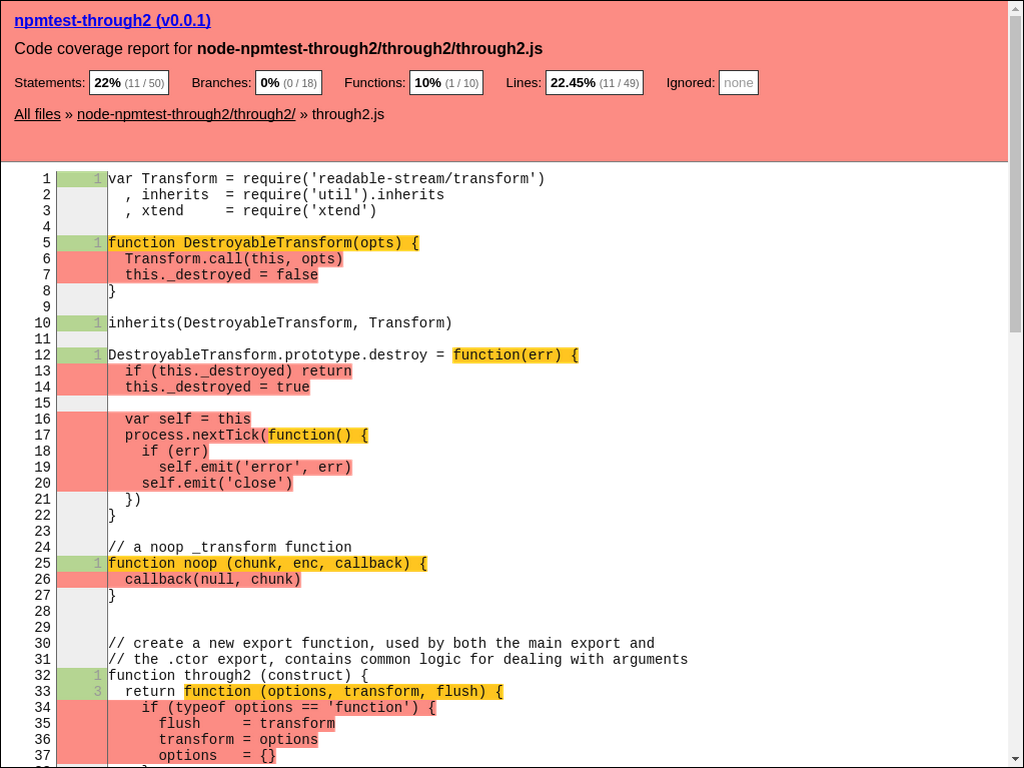 npmtest-through2 (v0.0.1)
Code coverage report for node-npmtest-through2/through2/through2.js
Statements: 22% (11 / 50) Branches: 0% (0 / 18) Functions: 10% (1 / 10) Lines: 22.45% (11 / 49) Ignored: none
All files » node-npmtest-through2/through2/ » through2.js
1 1 var Transform = require('readable-stream/transform')
2   , inherits  = require('util').inherits
3   , xtend     = require('xtend')
4
5 1 function DestroyableTransform(opts) {
6   Transform.call(this, opts)
7   this._destroyed = false
8 }
9
10 1 inherits(DestroyableTransform, Transform)
11
12 1 DestroyableTransform.prototype.destroy = function(err) {
13   if (this._destroyed) return
14   this._destroyed = true
15
16   var self = this
17   process.nextTick(function() {
18     if (err)
19       self.emit('error', err)
20     self.emit('close')
21   })
22 }
23
24 // a noop _transform function
25 1 function noop (chunk, enc, callback) {
26   callback(null, chunk)
27 }
28
29
30 // create a new export function, used by both the main export and
31 // the .ctor export, contains common logic for dealing with arguments
32 1 function through2 (construct) {
33 3   return function (options, transform, flush) {
34     if (typeof options == 'function') {
35       flush     = transform
36       transform = options
37       options   = {}